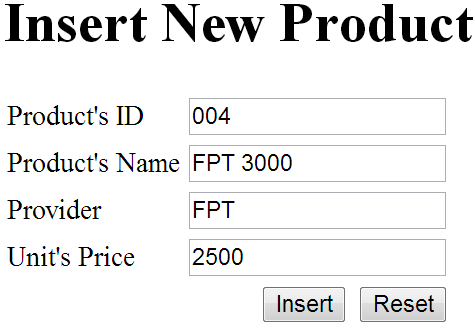 Insert New Product
Product's ID 004
Product's Name FPT 3000
Provider FPT
Unit's Price 2500
Insert Reset